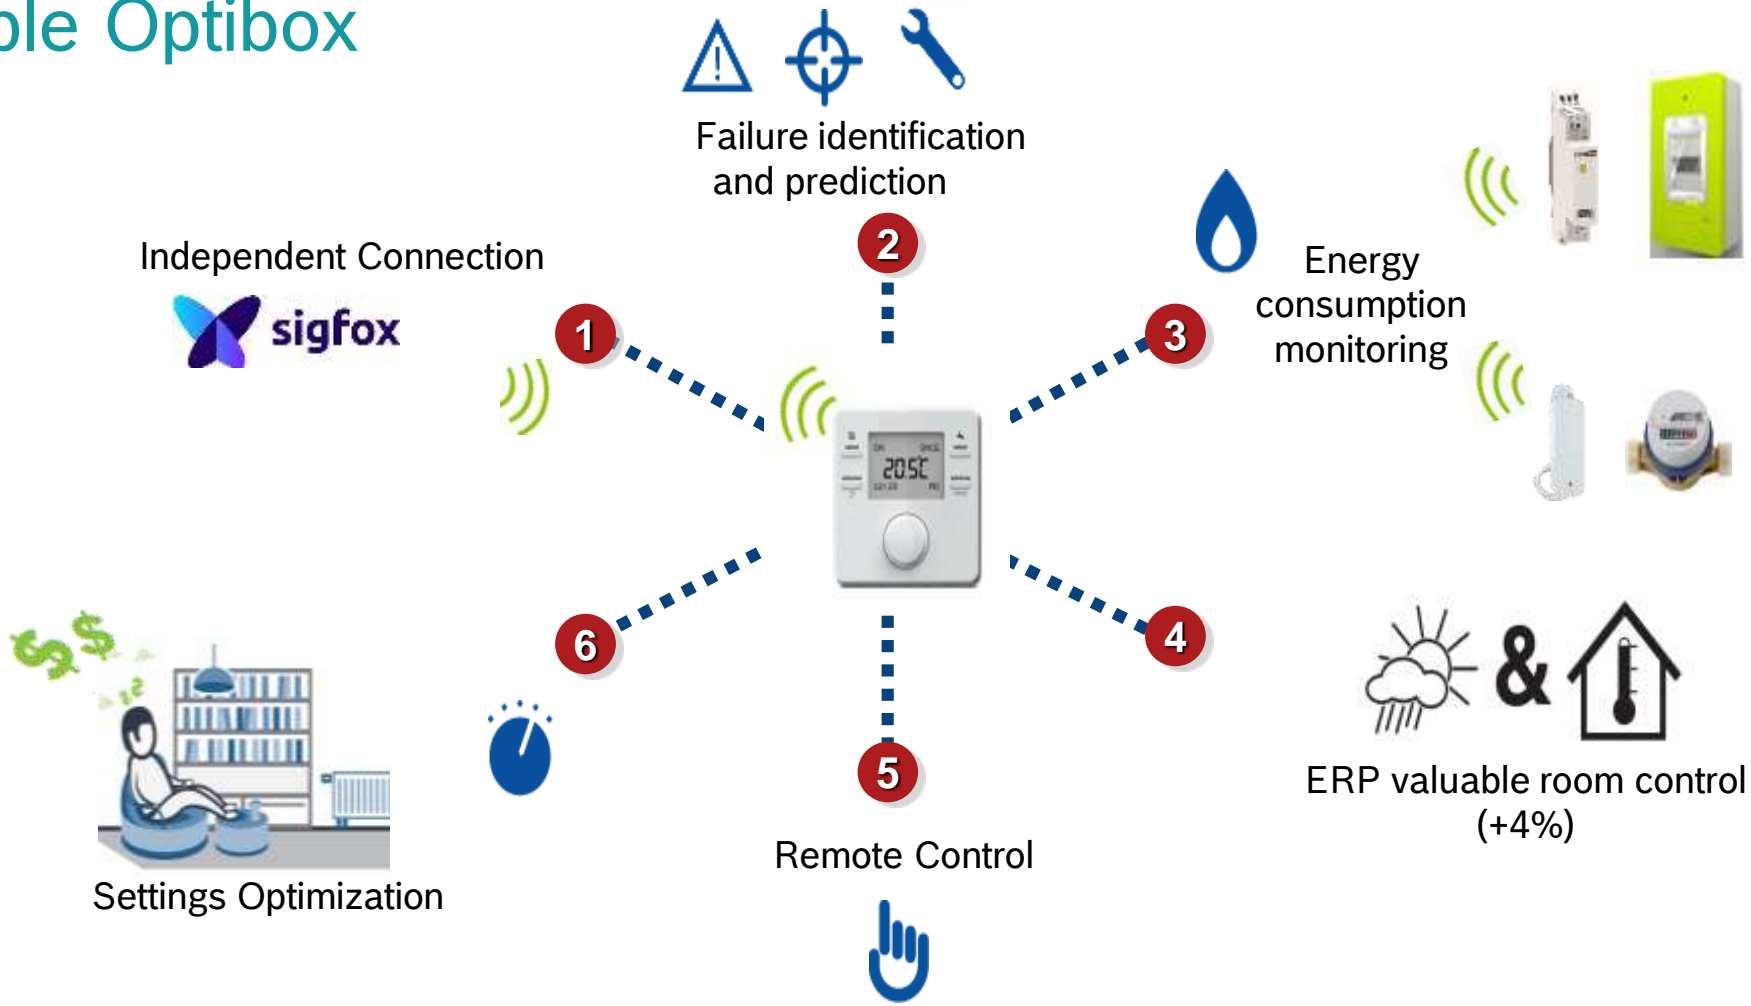 ble Optibox
Failure identification
and prediction
2
Independent Connection
sigfox
1
3
Energy
consumption
monitoring
20.5°C
6
4
&
5
ERP valuable room control
(+4%)
Remote Control
Settings Optimization